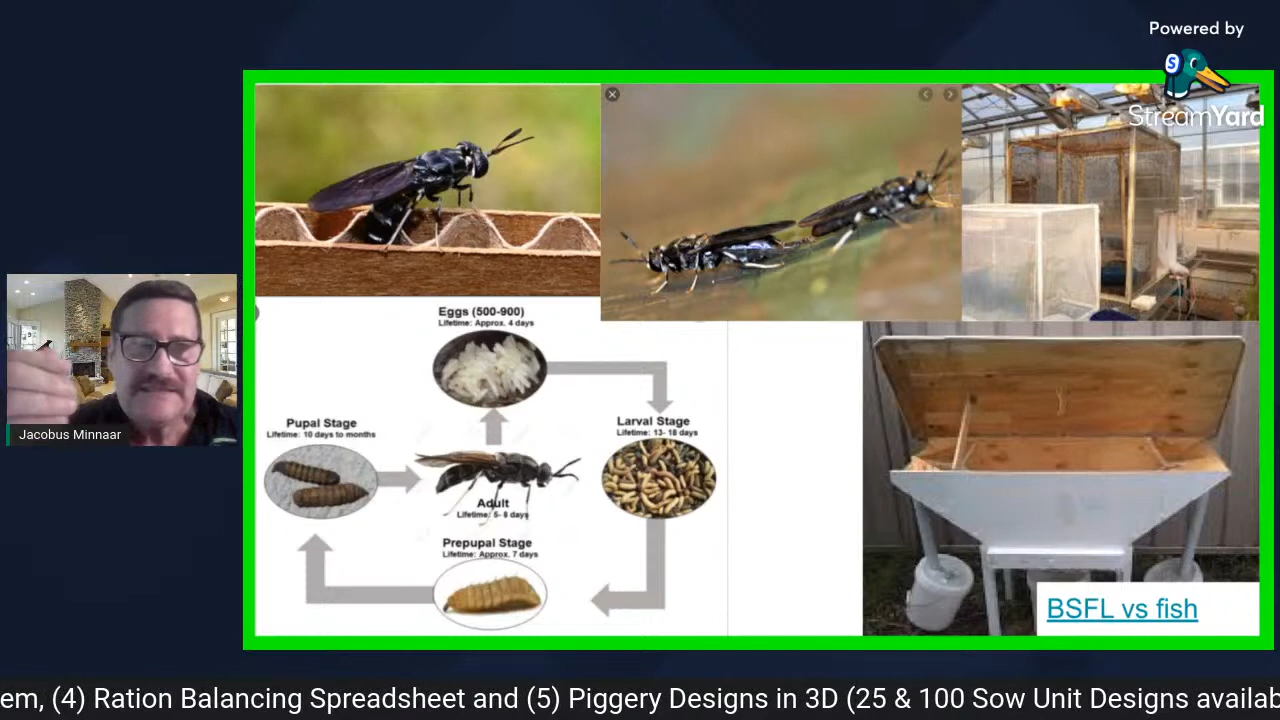 Powered by
StreamYard
Eggs (500-900)
Lifetime: Approx. 4 days
Pupal Stage
Lifetime: 10 days to months
Larval Stage
Lifetime: 13- 18 days
Adult
Lifetime: 5- 8 days
Prepupal Stage
Lifetime: Approx. 7 days
BSFL vs fish
Jacobus Minnaar
em, (4) Ration Balancing Spreadsheet and (5) Piggery Designs in 3D (25 & 100 Sow Unit Designs availab